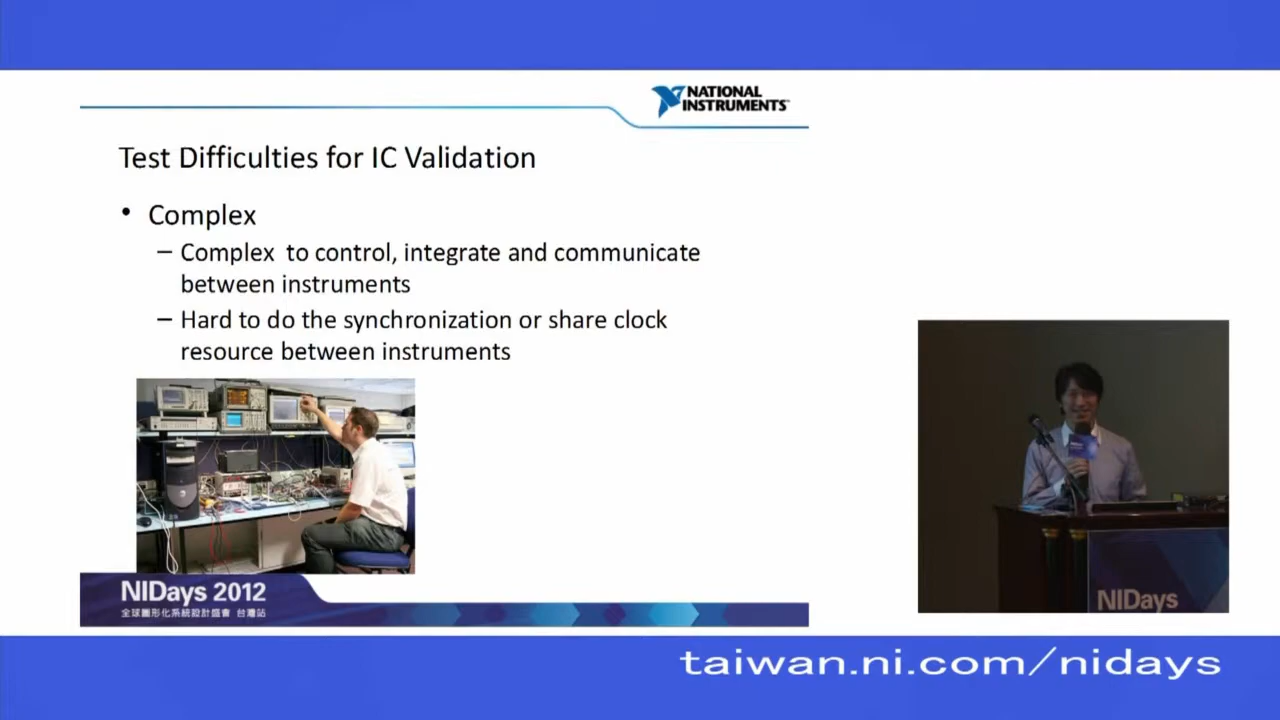 NATIONAL
INSTRUMENTS™
Test Difficulties for IC Validation
• Complex
– Complex to control, integrate and communicate
between instruments
– Hard to do the synchronization or share clock
resource between instruments
NIDays 2012
全球圖形化系統設計盛會 台灣站
NIDays
taiwan.ni.com/nidays